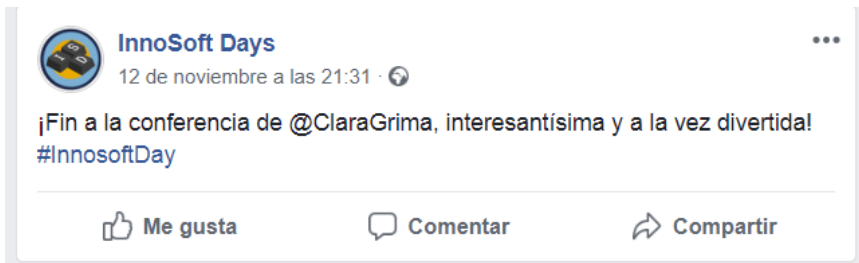 InnoSoft Days
12 de noviembre a las 21:31 ·
¡Fin a la conferencia de @ClaraGrima, interesantísima y a la vez divertida!
#InnosoftDay
Me gusta Comentar Compartir